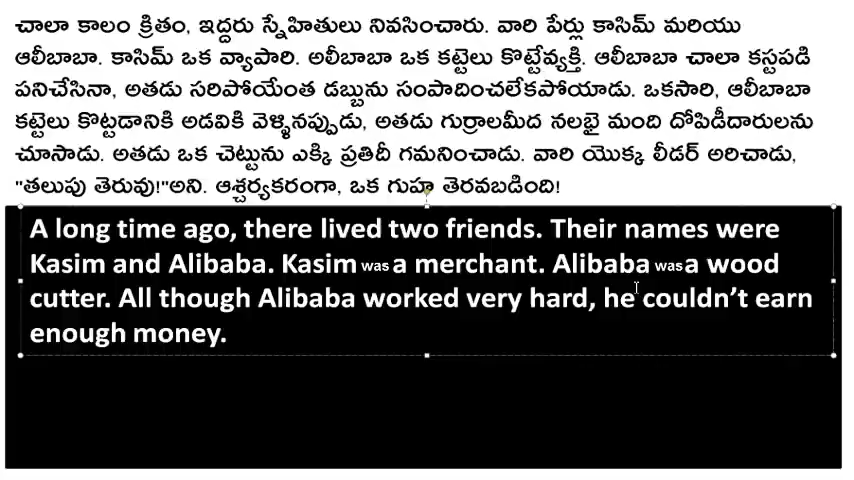 చాలా కాలం క్రితం, ఇద్దరు స్నేహితులు నివసించారు. వారి పేర్లు కాసిమ్ మరియు
ఆలీబాబా. కాసిమ్ ఒక వ్యాపారి. అలీబాబా ఒక కట్టెలు కొట్టేవ్యక్తి. ఆలీబాబా చాలా కస్టపడి
పనిచేసినా, అతడు సరిపోయేంత డబ్బును సంపాదించలేకపోయాడు. ఒకసారి, ఆలీబాబా
కట్టెలు కొట్టడానికి అడవికి వెళ్ళినప్పుడు, అతడు గుర్రాలమీద నలభై మంది దోపిడీదారులను
చూసాడు. అతడు ఒక చెట్టును ఎక్కి ప్రతిదీ గమనించాడు. వారి యొక్క లీడర్ అరిచాడు,
"తలుపు తెరువు!"అని. ఆశ్చర్యకరంగా, ఒక గుహ తెరవబడింది!
A long time ago, there lived two friends. Their names were
Kasim and Alibaba. Kasim was a merchant. Alibaba was a wood
cutter. All though Alibaba worked very hard, he couldn’t earn
enough money.